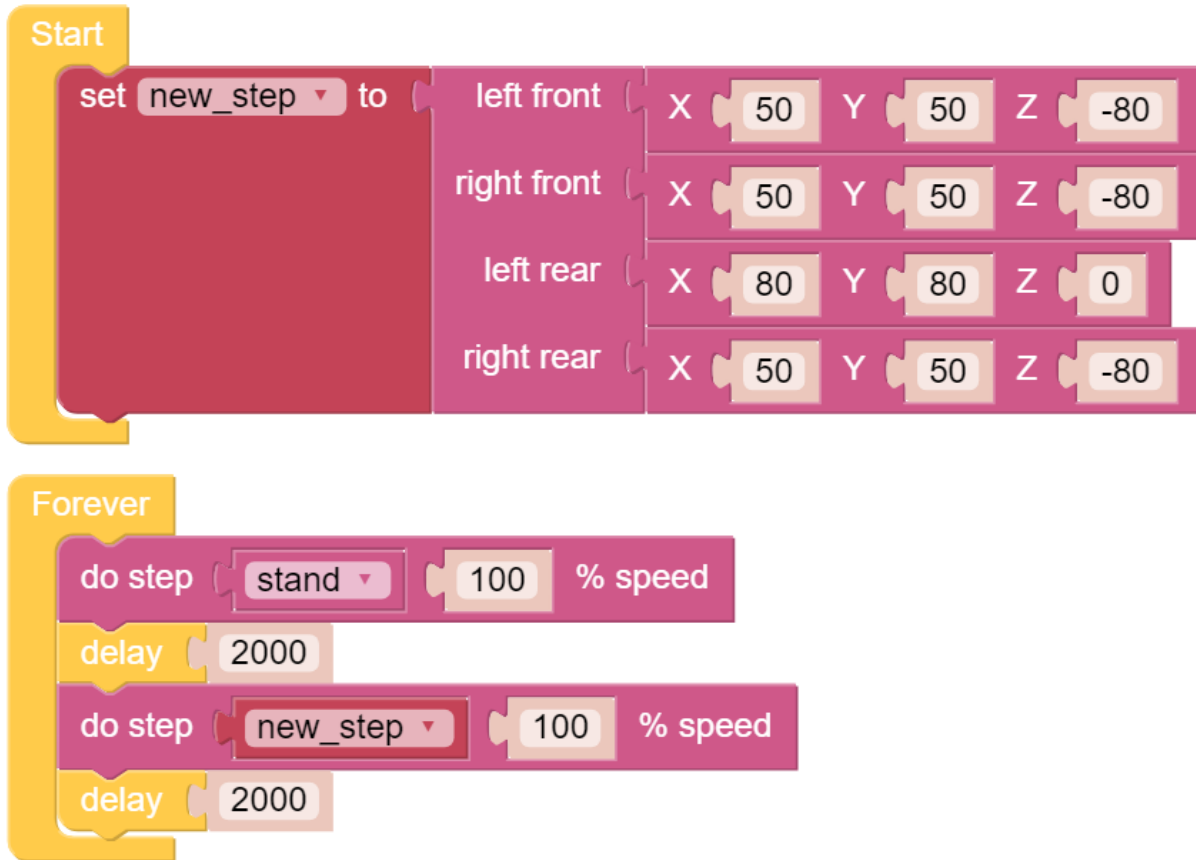 Start
set new_step to left front X 50 Y 50 Z -80
right front X 50 Y 50 Z -80
left rear X 80 Y 80 Z 0
right rear X 50 Y 50 Z -80
Forever
do step stand 100 % speed
delay 2000
do step new_step 100 % speed
delay 2000